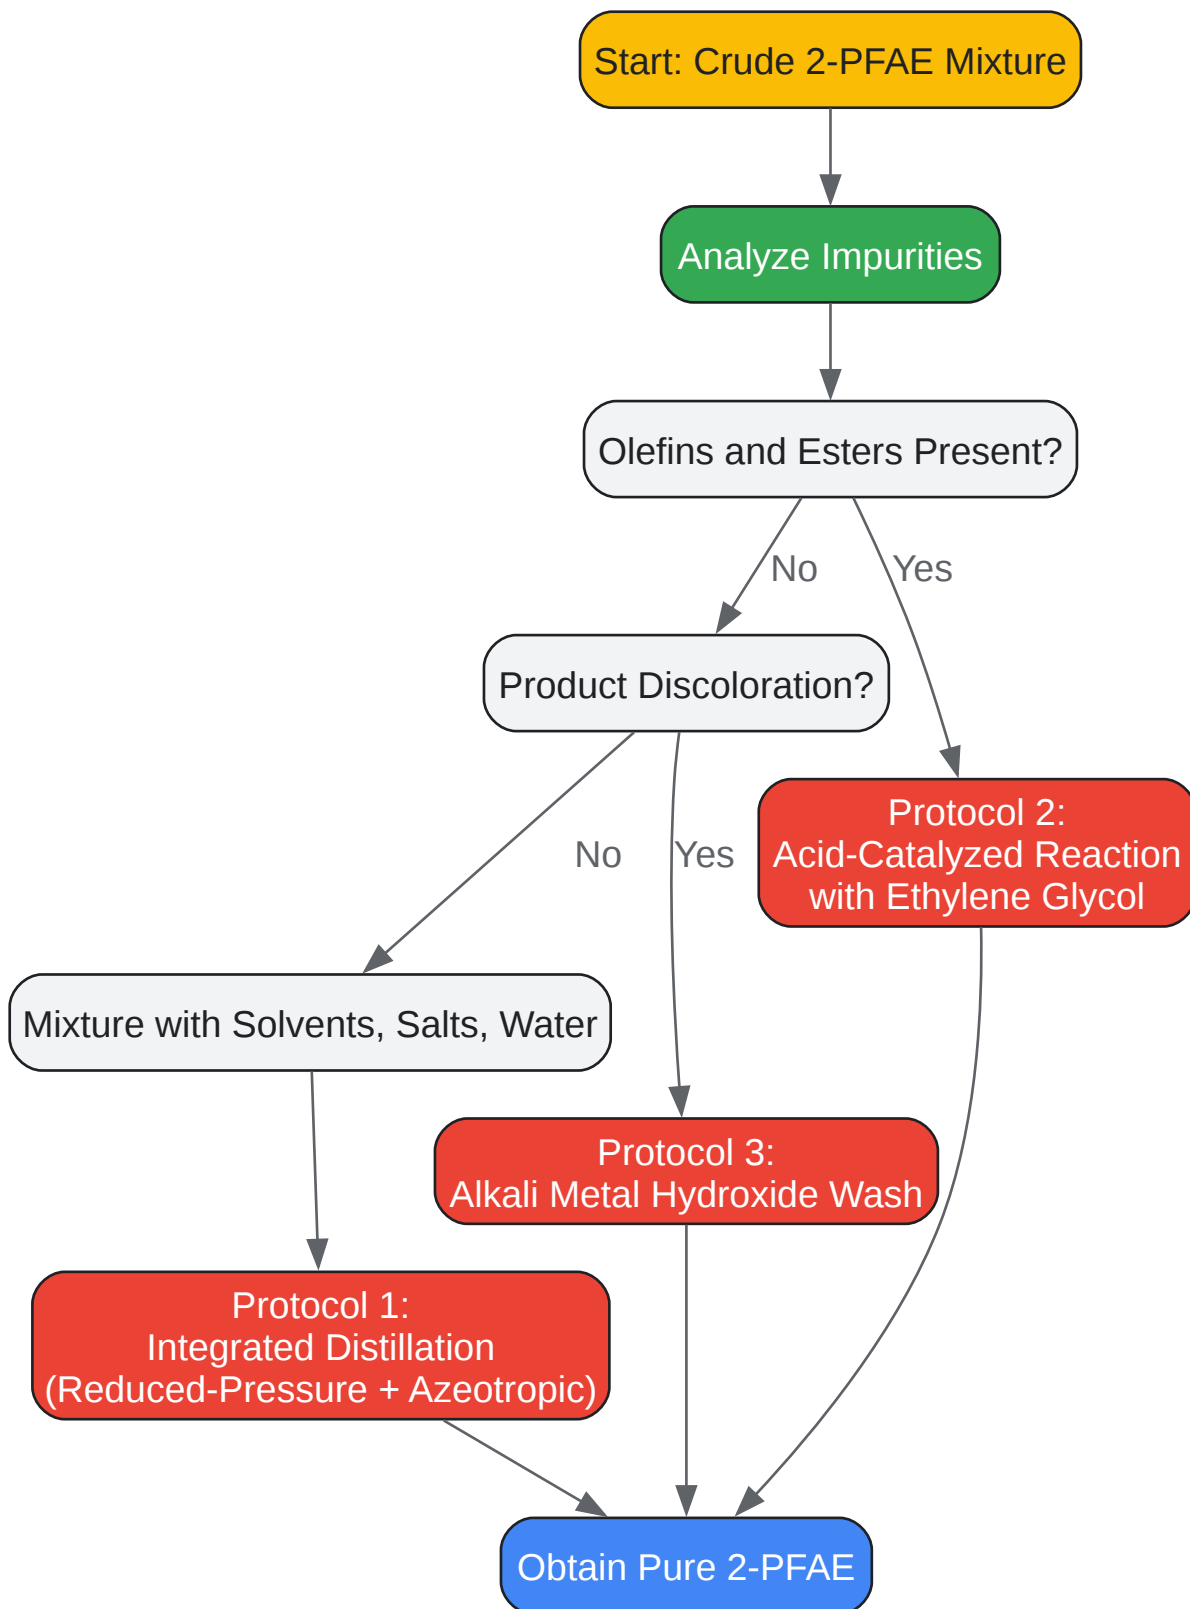 Start: Crude 2-PFAE Mixture
Analyze Impurities
Olefins and Esters Present?
No
Yes
Product Discoloration?
Protocol 2:
Acid-Catalyzed Reaction
with Ethylene Glycol
No
Yes
Mixture with Solvents, Salts, Water
Protocol 3:
Alkali Metal Hydroxide Wash
Protocol 1:
Integrated Distillation
(Reduced-Pressure + Azeotropic)
Obtain Pure 2-PFAE